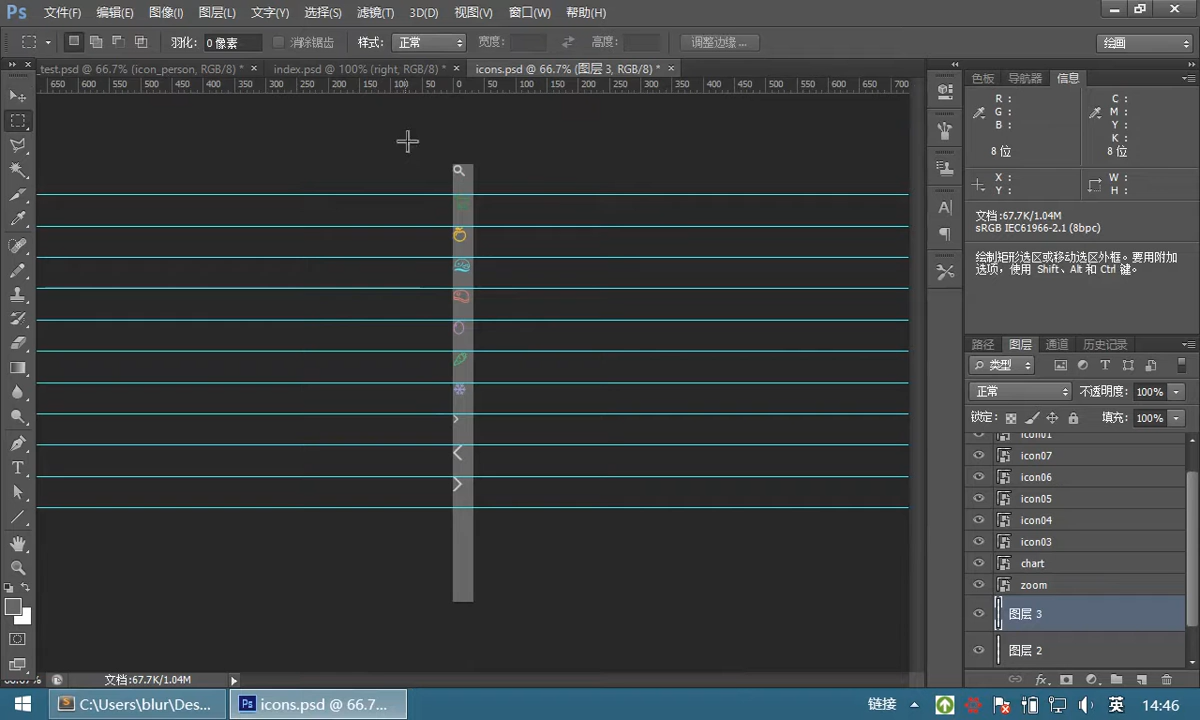 Ps 文件(F) 编辑(E) 图像(I) 图层(L) 文字(Y) 选择(S) 滤镜(T) 3D(D) 视图(V) 窗口(W) 帮助(H)
羽化: 0 像素 消除锯齿 样式: 正常 宽度: 高度: 调整边缘... 绘画
test.psd @ 66.7% (icon_person, RGB/8) * × index.psd @ 100% (right, RGB/8) * × icons.psd @ 66.7% (图层 3, RGB/8) * ×
650 600 550 500 450 400 350 300 250 200 150 100 50 0 50 100 150 200 250 300 350 400 450 500 550 600 650 700
色板 导航器 信息
R: C:
G: M:
B: Y:
K:
8 位 8 位
X: W:
Y: H:
文档:67.7K/1.04M
sRGB IEC61966-2.1 (8bpc)
绘制矩形选区或移动选区外框。要用附加
选项，使用 Shift、Alt 和 Ctrl 键。
路径 图层 通道 历史记录
类型
正常 不透明度: 100%
锁定: 填充: 100%
icon01
icon07
icon06
icon05
icon04
icon03
chart
zoom
图层 3
图层 2
文档:67.7K/1.04M
C:\Users\blur\Des... icons.psd @ 66.7... 链接 英 14:46